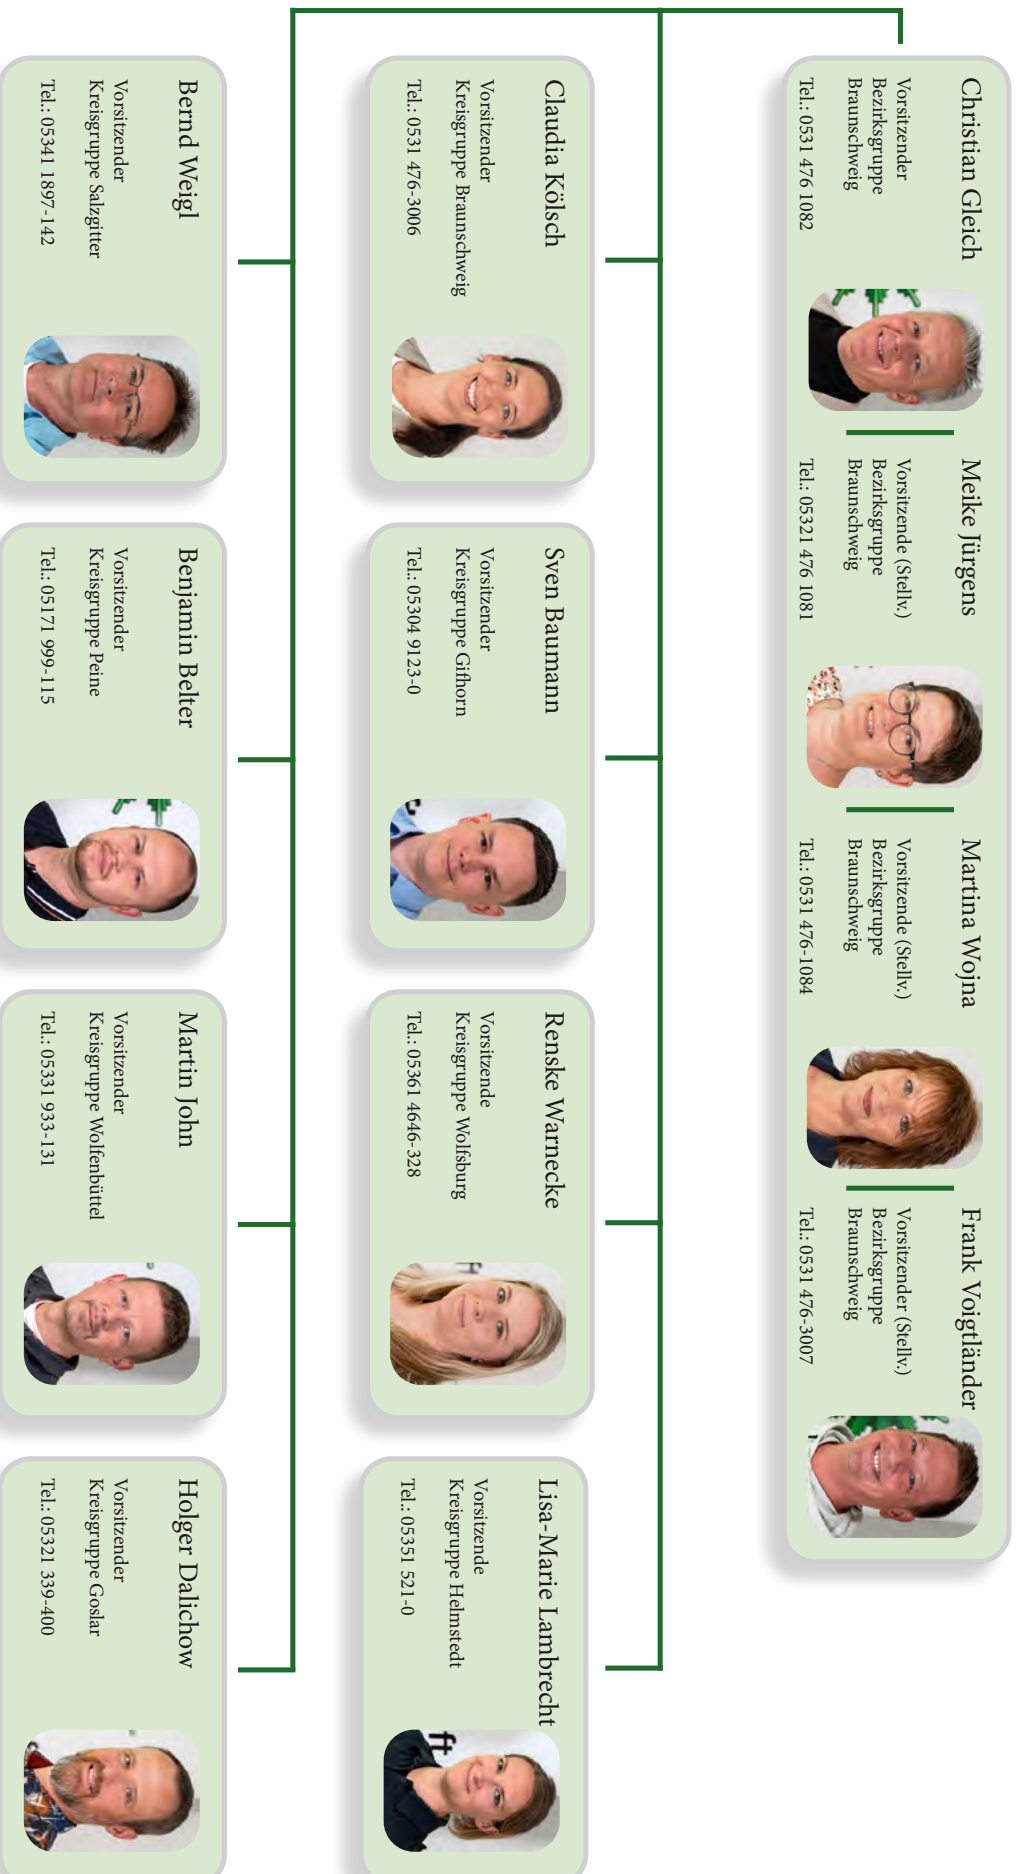 Christian Gleich
Vorsitzender
Bezirksgruppe
Braunschweig
Tel.: 0531 476 1082
Meike Jürgens
Vorsitzende (Stellv.)
Bezirksgruppe
Braunschweig
Tel.: 05321 476 1081
Martina Wojna
Vorsitzende (Stellv.)
Bezirksgruppe
Braunschweig
Tel.: 0531 476-1084
Frank Voigtländer
Vorsitzender (Stellv.)
Bezirksgruppe
Braunschweig
Tel.: 0531 476-3007
Claudia Kölsch
Vorsitzender
Kreisgruppe Braunschweig
Tel.: 0531 476-3006
Sven Baumann
Vorsitzender
Kreisgruppe Gifhorn
Tel.: 05304 9123-0
Renske Warnecke
Vorsitzende
Kreisgruppe Wolfsburg
Tel.: 05361 4646-328
Lisa-Marie Lambrecht
Vorsitzende
Kreisgruppe Helmstedt
Tel.: 05351 521-0
ft
Bernd Weigl
Vorsitzender
Kreisgruppe Salzgitter
Tel.: 05341 1897-142
Benjamin Belter
Vorsitzender
Kreisgruppe Peine
Tel.: 05171 999-115
Martin John
Vorsitzender
Kreisgruppe Wolfenbüttel
Tel.: 05331 933-131
Holger Dalichow
Vorsitzender
Kreisgruppe Goslar
Tel.: 05321 339-400